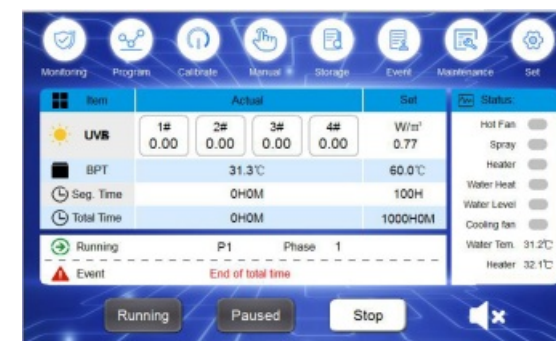 Monitoring Program Calibrate Manual Storage Event Maintenance Set
Item Actual Set Status:
UVB 1# 0.00 2# 0.00 3# 0.00 4# 0.00 W/m² 0.77
BPT 31.3℃ 60.0℃
Seg. Time 0H0M 100H
Total Time 0H0M 1000H0M
Running P1 Phase 1
Event End of total time
Hot Fan
Spray
Heater
Water Heat
Water Level
Cooling fan
Water Tem. 31.2℃
Heater 32.1℃
Running Paused Stop